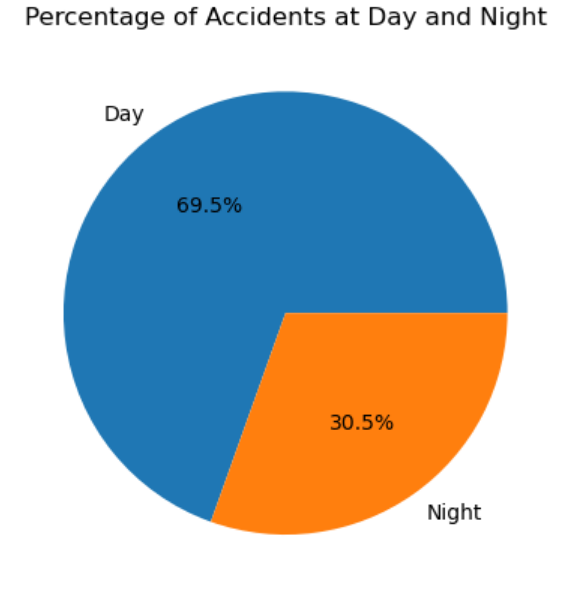 Percentage of Accidents at Day and Night
Day
69.5%
30.5%
Night